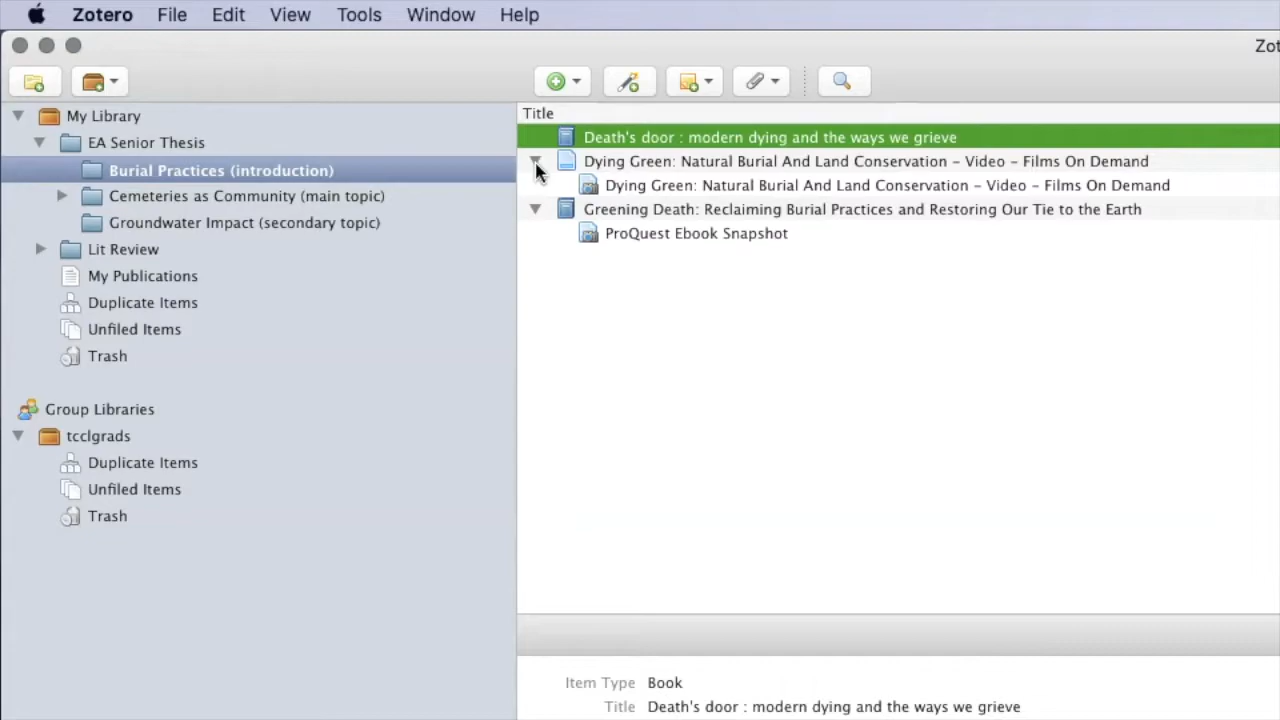 Zotero File Edit View Tools Window Help
Zot
Title
My Library
EA Senior Thesis
Burial Practices (introduction)
Cemeteries as Community (main topic)
Groundwater Impact (secondary topic)
Lit Review
My Publications
Duplicate Items
Unfiled Items
Trash
Group Libraries
tcclgrads
Duplicate Items
Unfiled Items
Trash
Death's door : modern dying and the ways we grieve
Dying Green: Natural Burial And Land Conservation – Video – Films On Demand
Dying Green: Natural Burial And Land Conservation – Video – Films On Demand
Greening Death: Reclaiming Burial Practices and Restoring Our Tie to the Earth
ProQuest Ebook Snapshot
Item Type Book
Title Death's door : modern dying and the ways we grieve